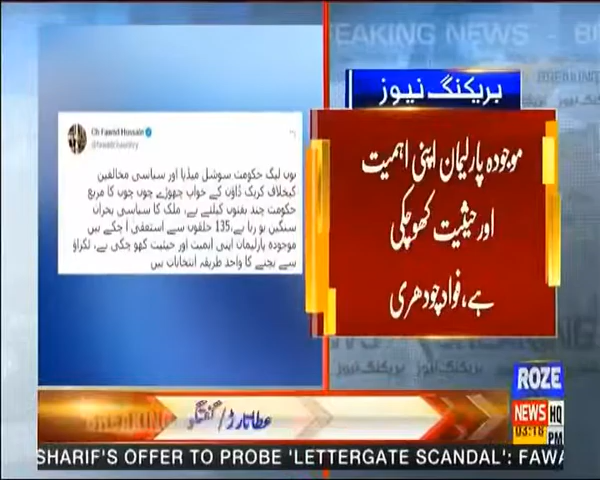 BREAKING NEWS
بریکنگ نیوز
Ch Fawad Hussain
@fawadchaudhry
نون لیگ حکومت سوشل میڈیا اور سیاسی مخالفین
کیخلاف کریک ڈاؤن کے خواب چھوڑے چوں چوں کا مربع
حکومت چند ہفتوں کیلئے ہے، ملک کا سیاسی بحران
سنگین ہو رہا ہے،135 حلقوں سے استعفیٰ آ چکے ہیں
موجودہ پارلیمان اپنی اہمیت اور حیثیت کھو چکی ہے، ٹکراؤ
سے بچنے کا واحد طریقہ انتخابات ہیں
موجودہ پارلیمان اپنی اہمیت
اور حیثیت کھو چکی
ہے، فواد چودھری
ROZE
NEWS HQ
03:18 PM
عطا تارڑ / گفتگو
SHARIF'S OFFER TO PROBE 'LETTERGATE SCANDAL': FAWA